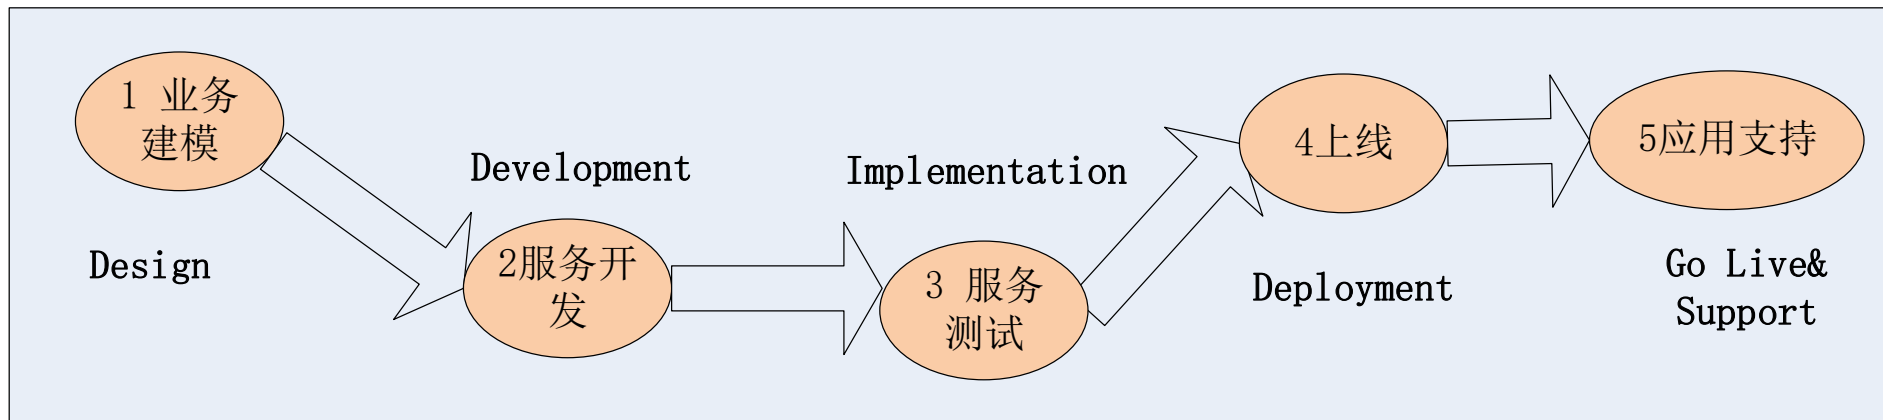 1 业务
建模
Design
Development
2服务开
发
Implementation
3 服务
测试
4上线
Deployment
5应用支持
Go Live&
Support